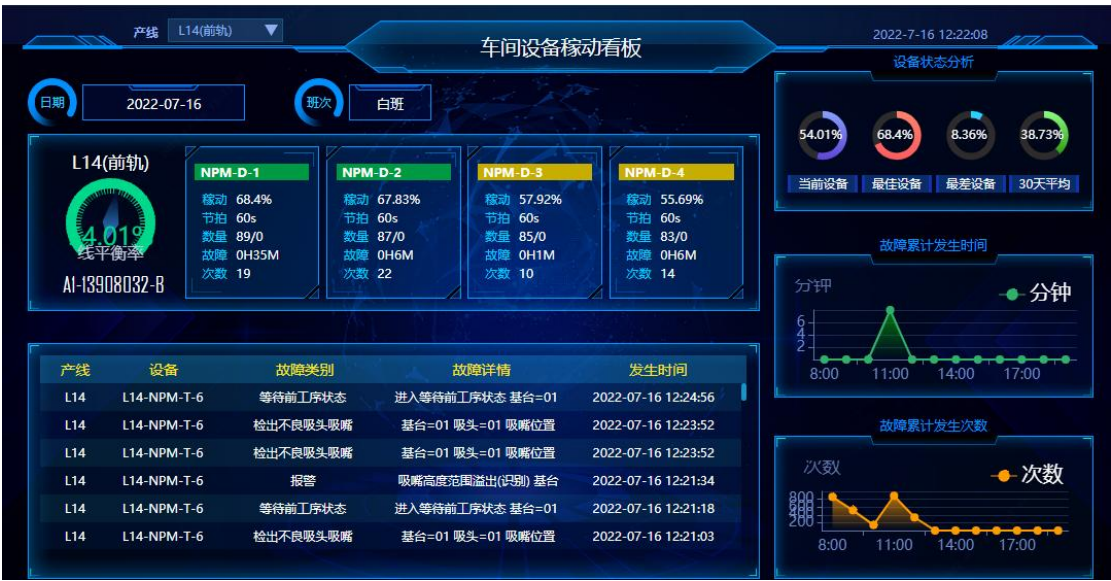 产线 L14(前轨)
车间设备稼动看板
2022-7-16 12:22:08
日期 2022-07-16 班次 白班
L14(前轨)
4.01%
线平衡率
A1-13908032-B
NPM-D-1
稼动 68.4%
节拍 60s
数量 89/0
故障 0H35M
次数 19
NPM-D-2
稼动 67.83%
节拍 60s
数量 87/0
故障 0H6M
次数 22
NPM-D-3
稼动 57.92%
节拍 60s
数量 85/0
故障 0H1M
次数 10
NPM-D-4
稼动 55.69%
节拍 60s
数量 83/0
故障 0H6M
次数 14
产线 设备 故障类别 故障详情 发生时间
L14 L14-NPM-T-6 等待前工序状态 进入等待前工序状态 基台=01 2022-07-16 12:24:56
L14 L14-NPM-T-6 检出不良吸头吸嘴 基台=01 吸头=01 吸嘴位置 2022-07-16 12:23:52
L14 L14-NPM-T-6 检出不良吸头吸嘴 基台=01 吸头=01 吸嘴位置 2022-07-16 12:23:52
L14 L14-NPM-T-6 报警 吸嘴高度范围溢出(识别) 基台 2022-07-16 12:21:34
L14 L14-NPM-T-6 等待前工序状态 进入等待前工序状态 基台=01 2022-07-16 12:21:18
L14 L14-NPM-T-6 检出不良吸头吸嘴 基台=01 吸头=01 吸嘴位置 2022-07-16 12:21:03
设备状态分析
54.01% 68.4% 8.36% 38.73%
当前设备 最佳设备 最差设备 30天平均
故障累计发生时间
分钟 分钟
6
4
2
8:00 11:00 14:00 17:00
故障累计发生次数
次数 次数
800
600
400
200
8:00 11:00 14:00 17:00